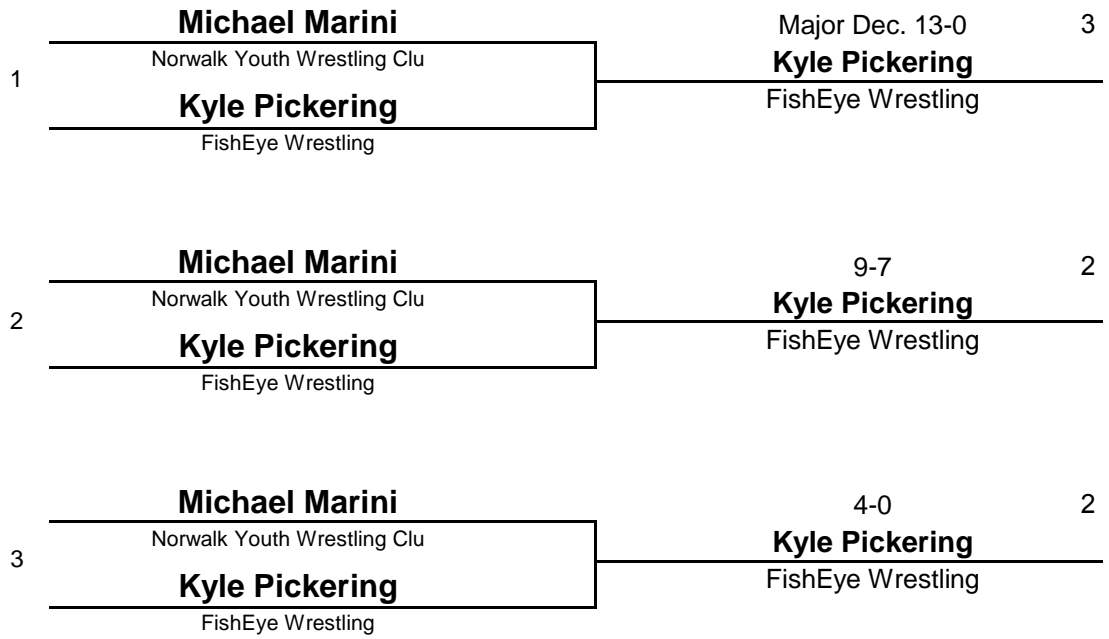 Michael Marini
Major Dec. 13-0 3
Norwalk Youth Wrestling Clu
Kyle Pickering
1
Kyle Pickering
FishEye Wrestling
FishEye Wrestling
Michael Marini
9-7 2
Norwalk Youth Wrestling Clu
Kyle Pickering
2
Kyle Pickering
FishEye Wrestling
FishEye Wrestling
Michael Marini
4-0 2
Norwalk Youth Wrestling Clu
Kyle Pickering
3
Kyle Pickering
FishEye Wrestling
FishEye Wrestling